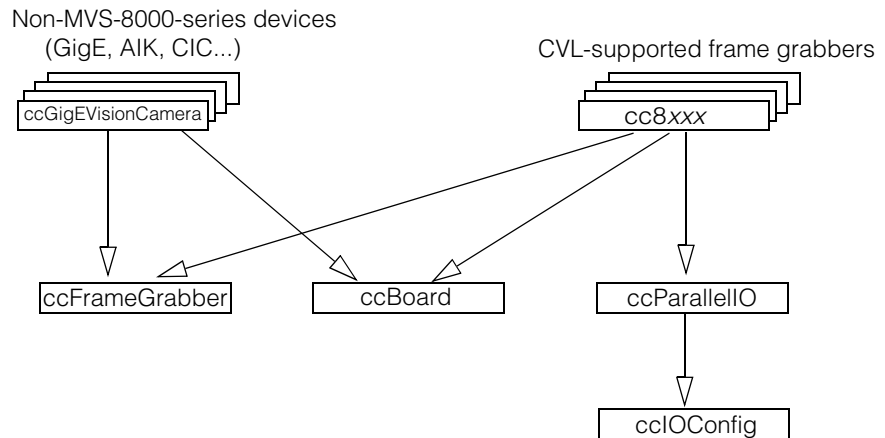 Non-MVS-8000-series devices
(GigE, AIK, CIC...)
CVL-supported frame grabbers
ccGigEVisionCamera
cc8xxx
ccFrameGrabber
ccBoard
ccParallelIO
ccIOConfig